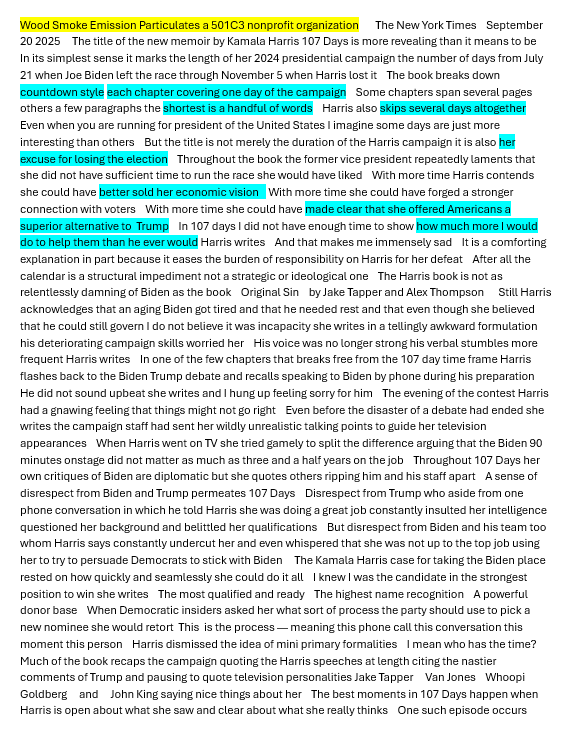 Wood Smoke Emission Particulates a 501C3 nonprofit organization The New York Times September
20 2025 The title of the new memoir by Kamala Harris 107 Days is more revealing than it means to be
In its simplest sense it marks the length of her 2024 presidential campaign the number of days from July
21 when Joe Biden left the race through November 5 when Harris lost it The book breaks down
countdown style each chapter covering one day of the campaign Some chapters span several pages
others a few paragraphs the shortest is a handful of words Harris also skips several days altogether
Even when you are running for president of the United States I imagine some days are just more
interesting than others But the title is not merely the duration of the Harris campaign it is also her
excuse for losing the election Throughout the book the former vice president repeatedly laments that
she did not have sufficient time to run the race she would have liked With more time Harris contends
she could have better sold her economic vision With more time she could have forged a stronger
connection with voters With more time she could have made clear that she offered Americans a
superior alternative to Trump In 107 days I did not have enough time to show how much more I would
do to help them than he ever would Harris writes And that makes me immensely sad It is a comforting
explanation in part because it eases the burden of responsibility on Harris for her defeat After all the
calendar is a structural impediment not a strategic or ideological one The Harris book is not as
relentlessly damning of Biden as the book Original Sin by Jake Tapper and Alex Thompson Still Harris
acknowledges that an aging Biden got tired and that he needed rest and that even though she believed
that he could still govern I do not believe it was incapacity she writes in a tellingly awkward formulation
his deteriorating campaign skills worried her His voice was no longer strong his verbal stumbles more
frequent Harris writes In one of the few chapters that breaks free from the 107 day time frame Harris
flashes back to the Biden Trump debate and recalls speaking to Biden by phone during his preparation
He did not sound upbeat she writes and I hung up feeling sorry for him The evening of the contest Harris
had a gnawing feeling that things might not go right Even before the disaster of a debate had ended she
writes the campaign staff had sent her wildly unrealistic talking points to guide her television
appearances When Harris went on TV she tried gamely to split the difference arguing that the Biden 90
minutes onstage did not matter as much as three and a half years on the job Throughout 107 Days her
own critiques of Biden are diplomatic but she quotes others ripping him and his staff apart A sense of
disrespect from Biden and Trump permeates 107 Days Disrespect from Trump who aside from one
phone conversation in which he told Harris she was doing a great job constantly insulted her intelligence
questioned her background and belittled her qualifications But disrespect from Biden and his team too
whom Harris says constantly undercut her and even whispered that she was not up to the top job using
her to try to persuade Democrats to stick with Biden The Kamala Harris case for taking the Biden place
rested on how quickly and seamlessly she could do it all I knew I was the candidate in the strongest
position to win she writes The most qualified and ready The highest name recognition A powerful
donor base When Democratic insiders asked her what sort of process the party should use to pick a
new nominee she would retort This is the process — meaning this phone call this conversation this
moment this person Harris dismissed the idea of mini primary formalities I mean who has the time?
Much of the book recaps the campaign quoting the Harris speeches at length citing the nastier
comments of Trump and pausing to quote television personalities Jake Tapper Van Jones Whoopi
Goldberg and John King saying nice things about her The best moments in 107 Days happen when
Harris is open about what she saw and clear about what she really thinks One such episode occurs